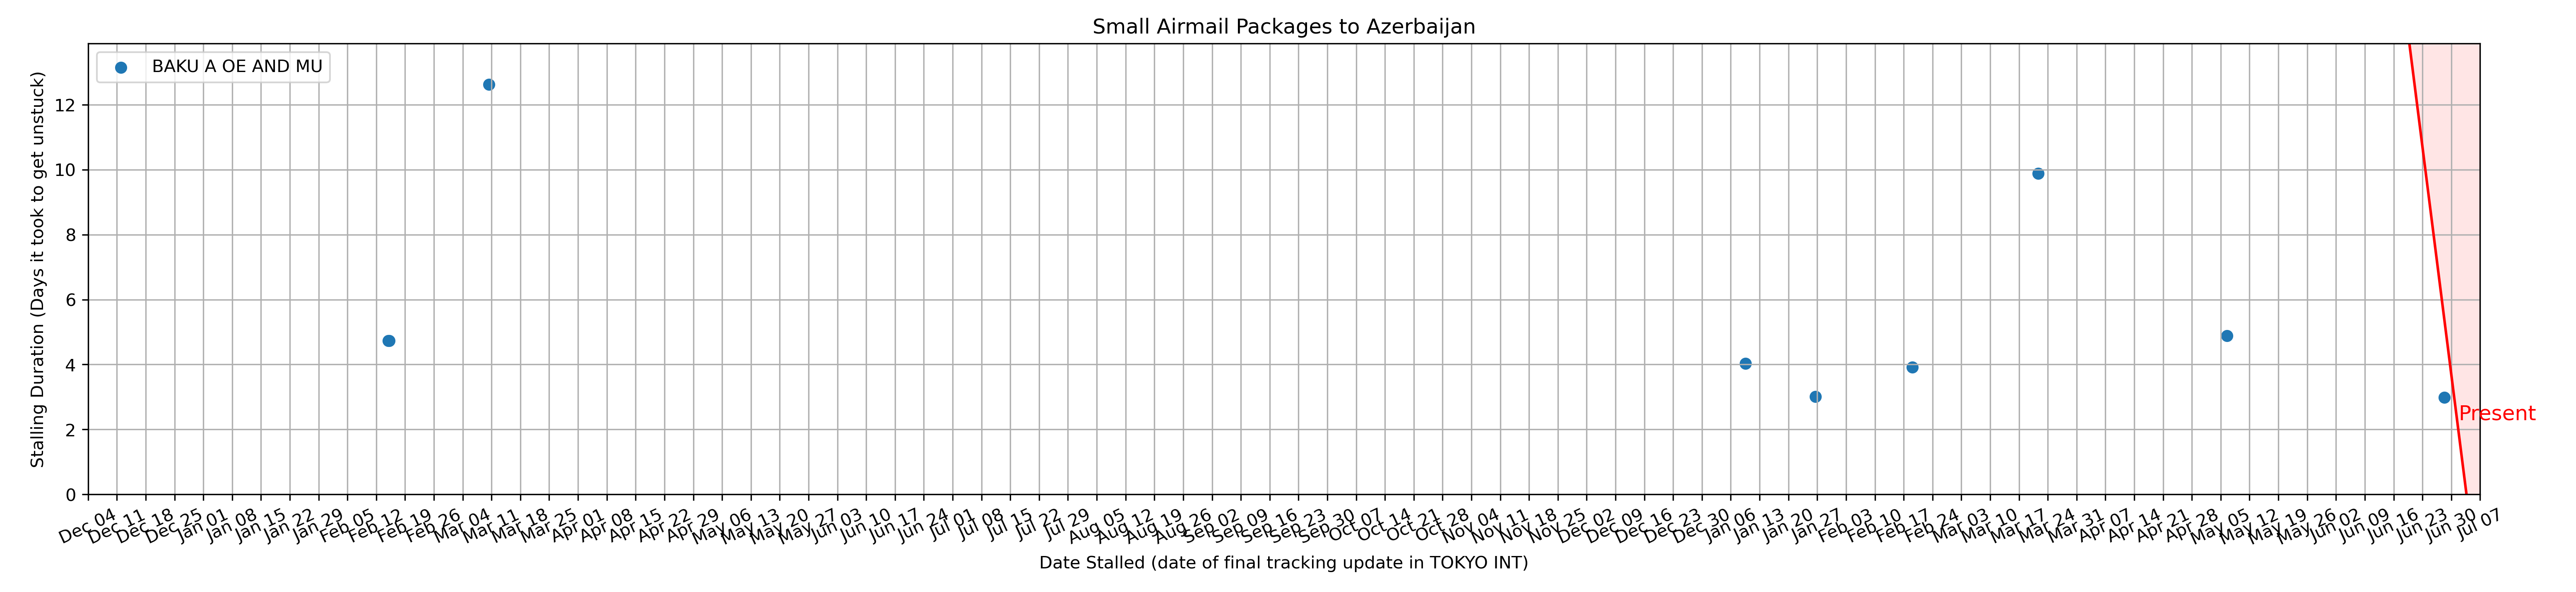 Small Airmail Packages to Azerbaijan
BAKU A OE AND MU
Stalling Duration (Days it took to get unstuck)
12
10
8
6
4
2
0
Present
Dec 04 Dec 11 Dec 18 Dec 25 Jan 01 Jan 08 Jan 15 Jan 22 Jan 29 Feb 05 Feb 12 Feb 19 Feb 26 Mar 04 Mar 11 Mar 18 Mar 25 Apr 01 Apr 08 Apr 15 Apr 22 Apr 29 May 06 May 13 May 20 May 27 Jun 03 Jun 10 Jun 17 Jun 24 Jul 01 Jul 08 Jul 15 Jul 22 Jul 29 Aug 05 Aug 12 Aug 19 Aug 26 Sep 02 Sep 09 Sep 16 Sep 23 Sep 30 Oct 07 Oct 14 Oct 21 Oct 28 Nov 04 Nov 11 Nov 18 Nov 25 Dec 02 Dec 09 Dec 16 Dec 23 Dec 30 Jan 06 Jan 13 Jan 20 Jan 27 Feb 03 Feb 10 Feb 17 Feb 24 Mar 03 Mar 10 Mar 17 Mar 24 Mar 31 Apr 07 Apr 14 Apr 21 Apr 28 May 05 May 12 May 19 May 26 Jun 02 Jun 09 Jun 16 Jun 23 Jun 30 Jul 07
Date Stalled (date of final tracking update in TOKYO INT)